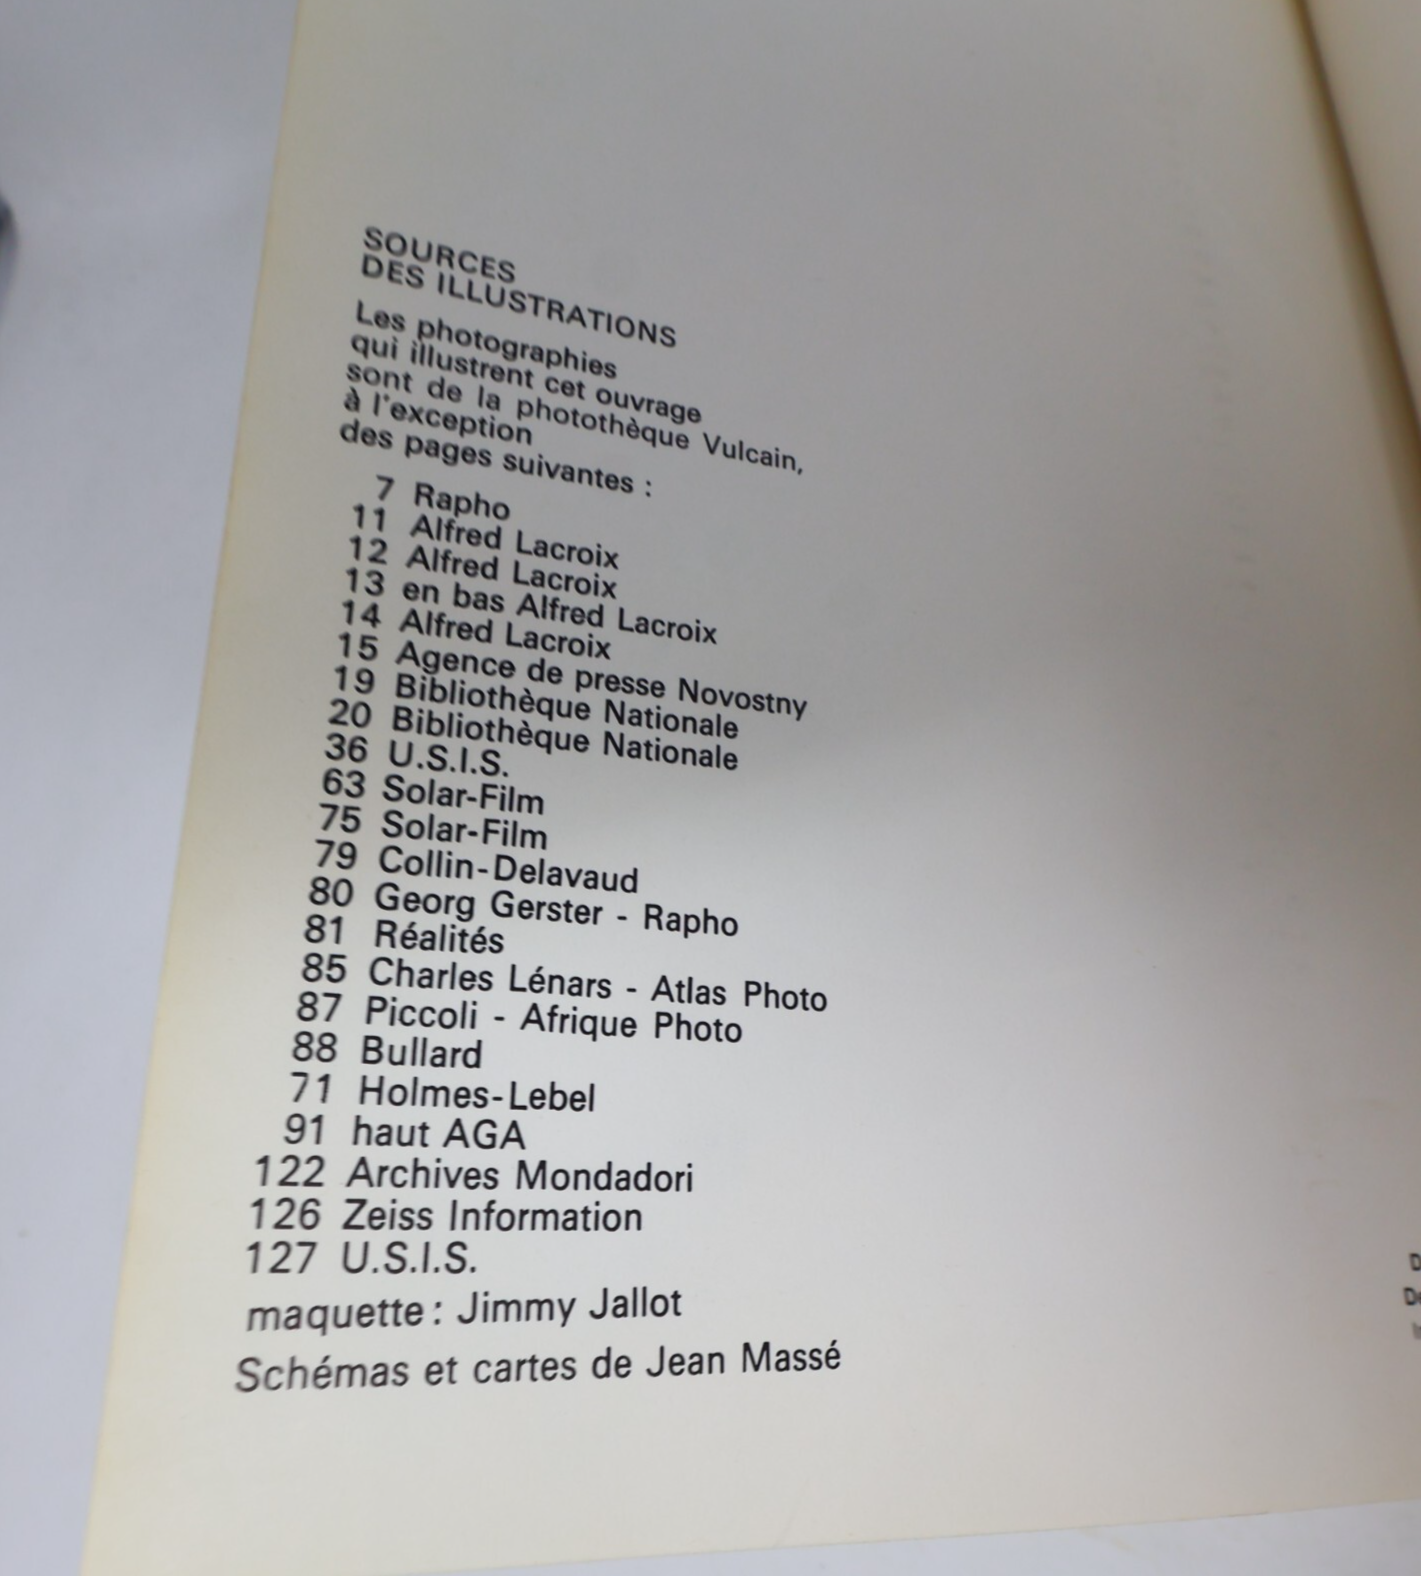 SOURCES
DES ILLUSTRATIONS
Les photographies
qui illustrent cet ouvrage
sont de la photothèque Vulcain,
à l'exception
des pages suivantes :
7 Rapho
11 Alfred Lacroix
12 Alfred Lacroix
13 en bas Alfred Lacroix
14 Alfred Lacroix
15 Agence de presse Novostny
19 Bibliothèque Nationale
20 Bibliothèque Nationale
36 U.S.I.S.
63 Solar-Film
75 Solar-Film
79 Collin-Delavaud
80 Georg Gerster - Rapho
81 Réalités
85 Charles Lénars - Atlas Photo
87 Piccoli - Afrique Photo
88 Bullard
71 Holmes-Lebel
91 haut AGA
122 Archives Mondadori
126 Zeiss Information
127 U.S.I.S.
maquette : Jimmy Jallot
Schémas et cartes de Jean Massé